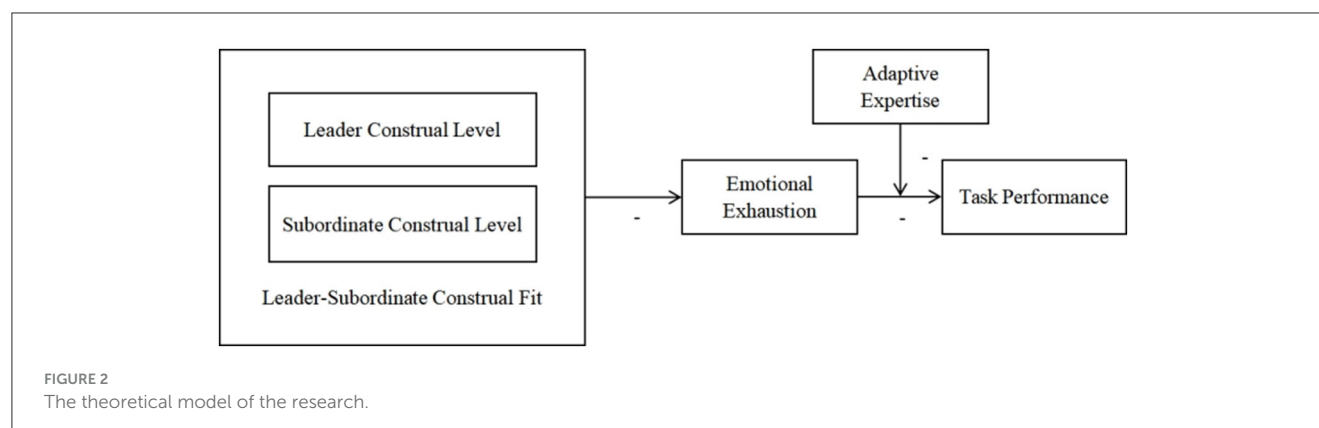 Adaptive
Expertise
Leader Construal Level
-
Emotional
Exhaustion
Task Performance
Subordinate Construal Level
-
-
Leader-Subordinate Construal Fit
FIGURE 2
The theoretical model of the research.